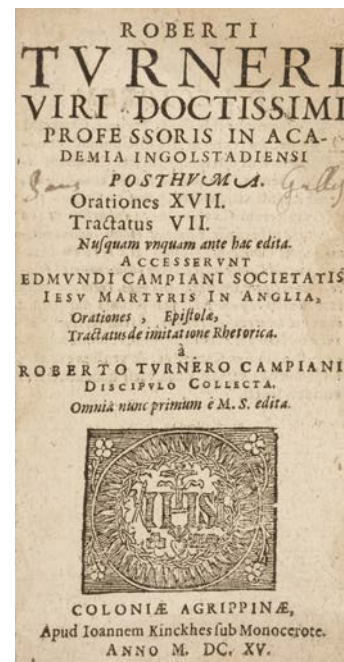 ROBERTI
TVRNERI
VIRI DOCTISSIMI
PROFESSORIS IN ACA-
DEMIA INGOLSTADIENSI
POSTHVMA.
Orationes XVII.
Tractatus VII.
Nuſquam vnquam ante hac edita.
ACCESSERVNT
EDMVNDI CAMPIANI SOCIETATIS
IESV MARTYRIS IN ANGLIA,
Orationes, Epiſtolæ,
Tractatus de imitatione Rhetorica.
à
ROBERTO TVRNERO CAMPIANI
DISCIPVLO COLLECTA.
Omnia nunc primum è M. S. edita.
IHS
COLONIÆ AGRIPPINÆ,
Apud Ioannem Kinckhes ſub Monocerote.
ANNO M. DC. XV.